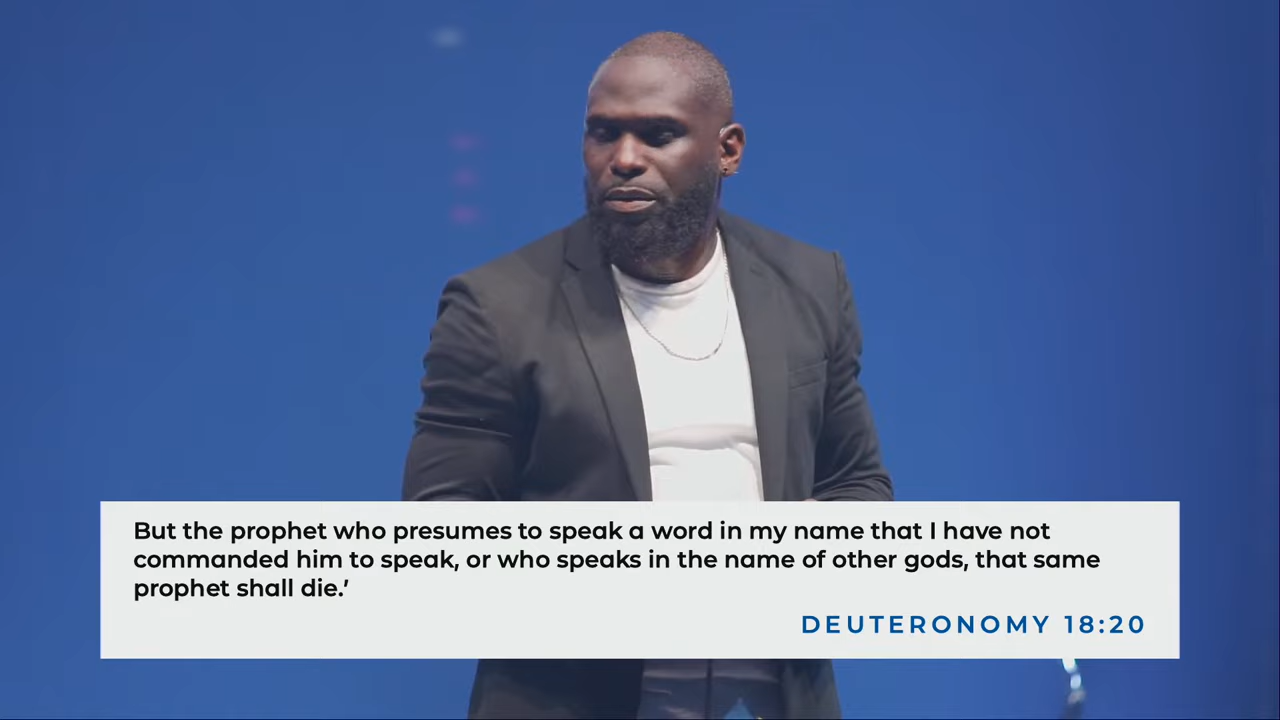 But the prophet who presumes to speak a word in my name that I have not
commanded him to speak, or who speaks in the name of other gods, that same
prophet shall die.'
DEUTERONOMY 18:20